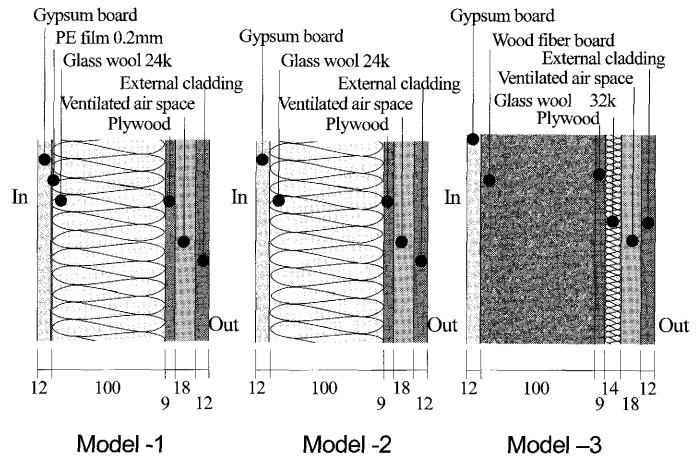 Gypsum board
PE film 0.2mm
Glass wool 24k
External cladding
Ventilated air space
Plywood
In
Out
12
100
9
18
12
Model -1
Gypsum board
Glass wool 24k
External cladding
Ventilated air space
Plywood
In
Out
12
100
9
18
12
Model -2
Gypsum board
Wood fiber board
External cladding
Ventilated air space
Glass wool 32k
Plywood
In
Out
12
100
9
14
18
12
Model –3